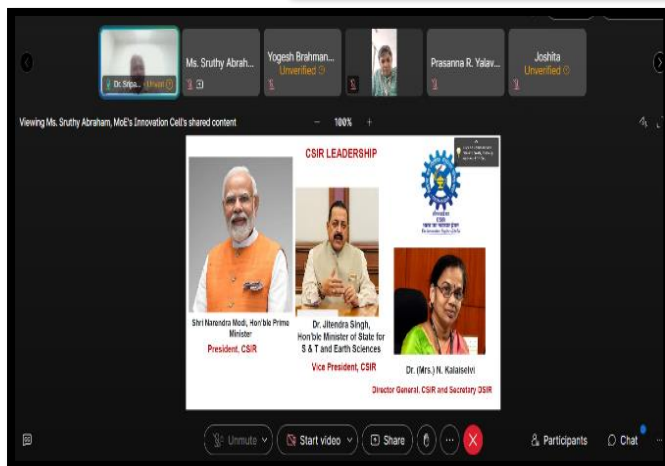 Ms. Sruthy Abrah...
Yogesh Brahman...
Unverified
Prasanna R. Yalav...
Joshita
Unverified
Dr. Sripa...
Viewing Ms. Sruthy Abraham, MoE's Innovation Cell's shared content
− 100% +
CSIR LEADERSHIP
CSIR
Shri Narendra Modi, Hon'ble Prime
Minister
President, CSIR
Dr. Jitendra Singh,
Hon'ble Minister of State for
S & T and Earth Sciences
Vice President, CSIR
Dr. (Mrs.) N. Kalaiselvi
Director General, CSIR and Secretary DSIR
Unmute
Start video
Share
Participants
Chat